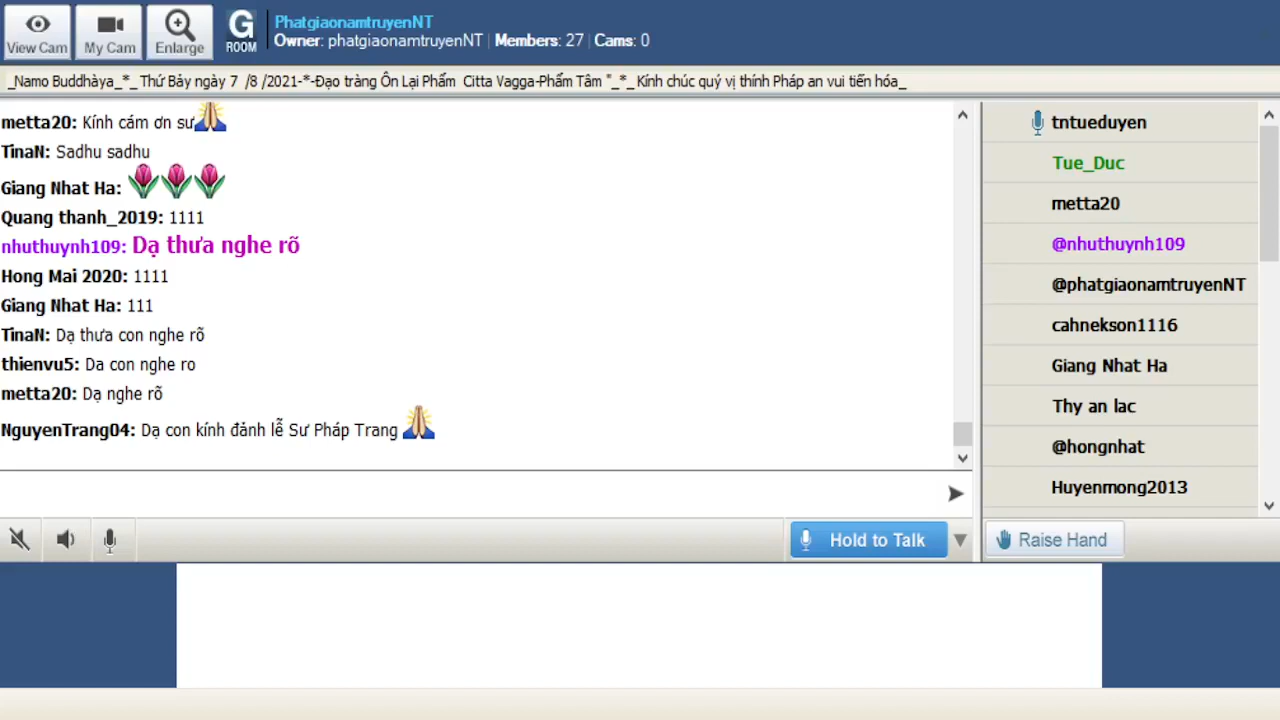 View Cam
My Cam
Enlarge
G
ROOM
PhatgiaonamtruyenNT
Owner: phatgiaonamtruyenNT | Members: 27 | Cams: 0
_Namo Buddhàya_*_ Thứ Bảy ngày 7 /8 /2021-*-Đạo tràng Ôn Lại Phẩm Citta Vagga-Phẩm Tâm "_*_ Kính chúc quý vị thính Pháp an vui tiến hóa_
metta20: Kính cám ơn sư
TinaN: Sadhu sadhu
Giang Nhat Ha:
Quang thanh_2019: 1111
nhuthuynh109: Dạ thưa nghe rõ
Hong Mai 2020: 1111
Giang Nhat Ha: 111
TinaN: Dạ thưa con nghe rõ
thienvu5: Da con nghe ro
metta20: Dạ nghe rõ
NguyenTrang04: Dạ con kính đảnh lễ Sư Pháp Trang
Hold to Talk
tntueduyen
Tue_Duc
metta20
@nhuthuynh109
@phatgiaonamtruyenNT
cahnekson1116
Giang Nhat Ha
Thy an lac
@hongnhat
Huyenmong2013
Raise Hand